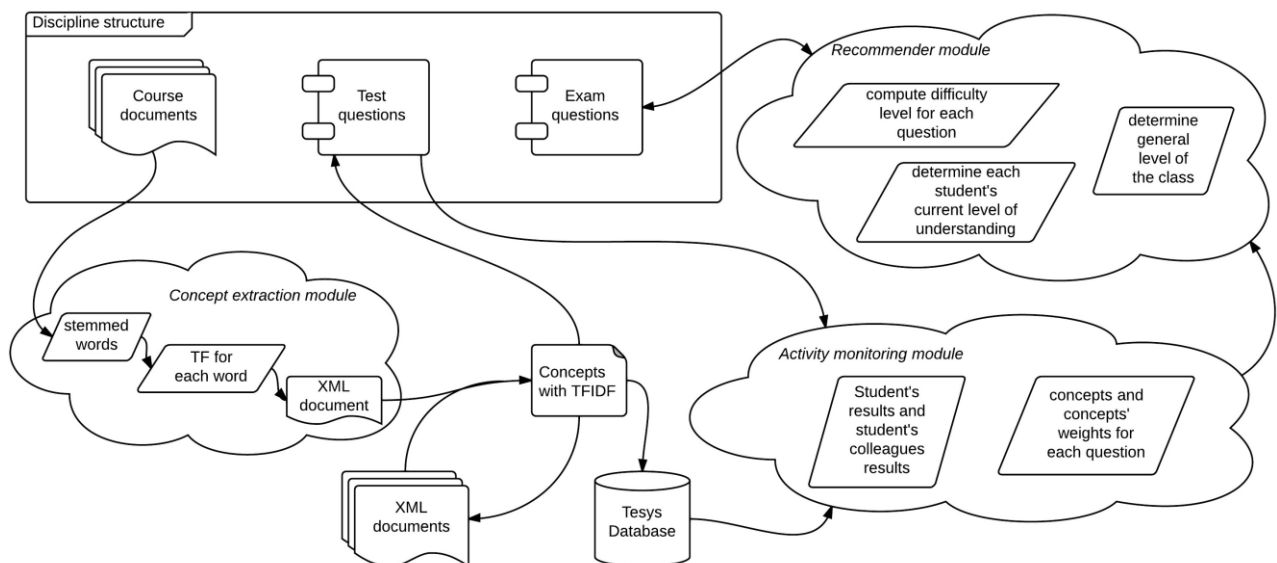 Discipline structure
Course
documents
Test
questions
Exam
questions
Recommender module
compute difficulty
level for each
question
determine
general
level of
the class
determine each
student's
current level of
understanding
Concept extraction module
stemmed
words
TF for
each word
XML
document
Concepts
with TFIDF
XML
documents
Tesys
Database
Activity monitoring module
Student's
results and
student's
colleagues
results
concepts and
concepts'
weights for
each question